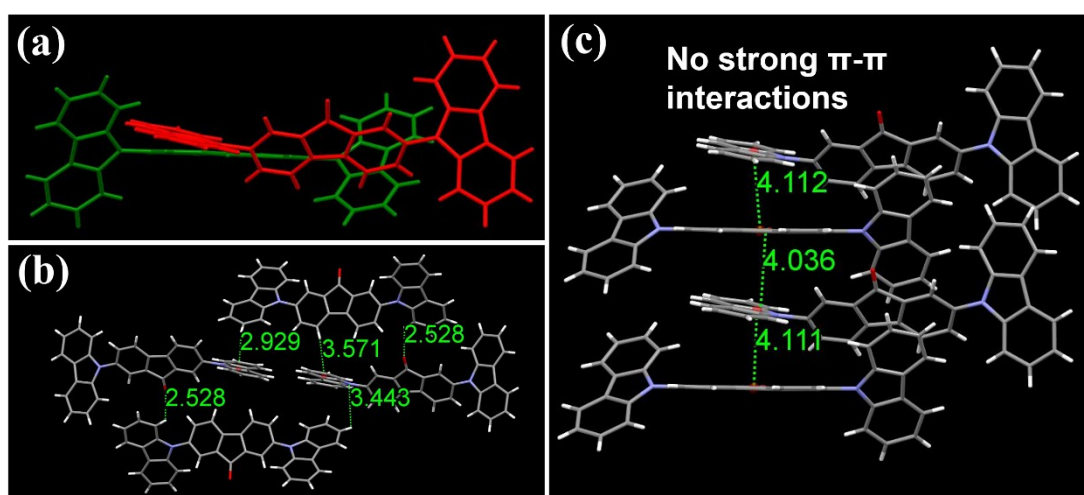 (a)
(b)
2.929
3.571
2.528
2.528
3.443
(c)
No strong π-π
interactions
4.112
4.036
4.111